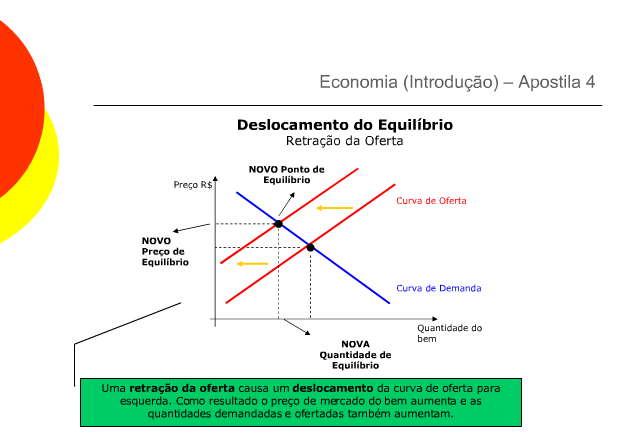 Economia (Introdução) – Apostila 4
Deslocamento do Equilíbrio
Retração da Oferta
NOVO Ponto de
Equilíbrio
Preço R$
Curva de Oferta
NOVO
Preço de
Equilíbrio
Curva de Demanda
Quantidade do
bem
NOVA
Quantidade de
Equilíbrio
Uma retração da oferta causa um deslocamento da curva de oferta para
esquerda. Como resultado o preço de mercado do bem aumenta e as
quantidades demandadas e ofertadas também aumentam.